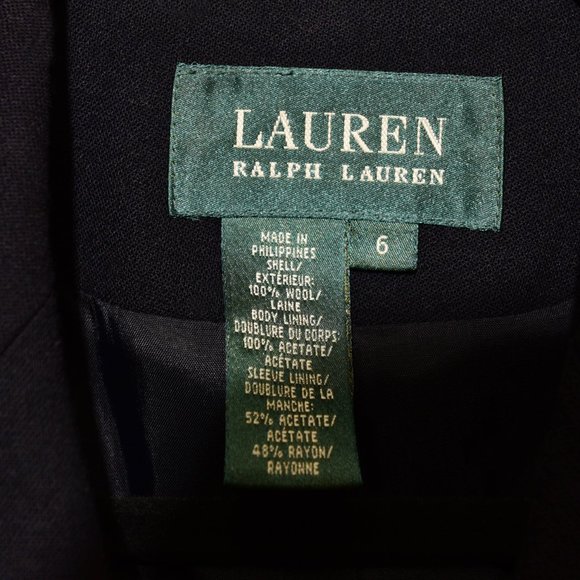 LAUREN
RALPH LAUREN
6
MADE IN
PHILIPPINES
SHELL/
EXTÉRIEUR:
100% WOOL/
LAINE
BODY LINING/
DOUBLURE DU CORPS:
100% ACETATE/
ACÉTATE
SLEEVE LINING/
DOUBLURE DE LA
MANCHE:
52% ACETATE/
ACÉTATE
48% RAYON/
RAYONNE